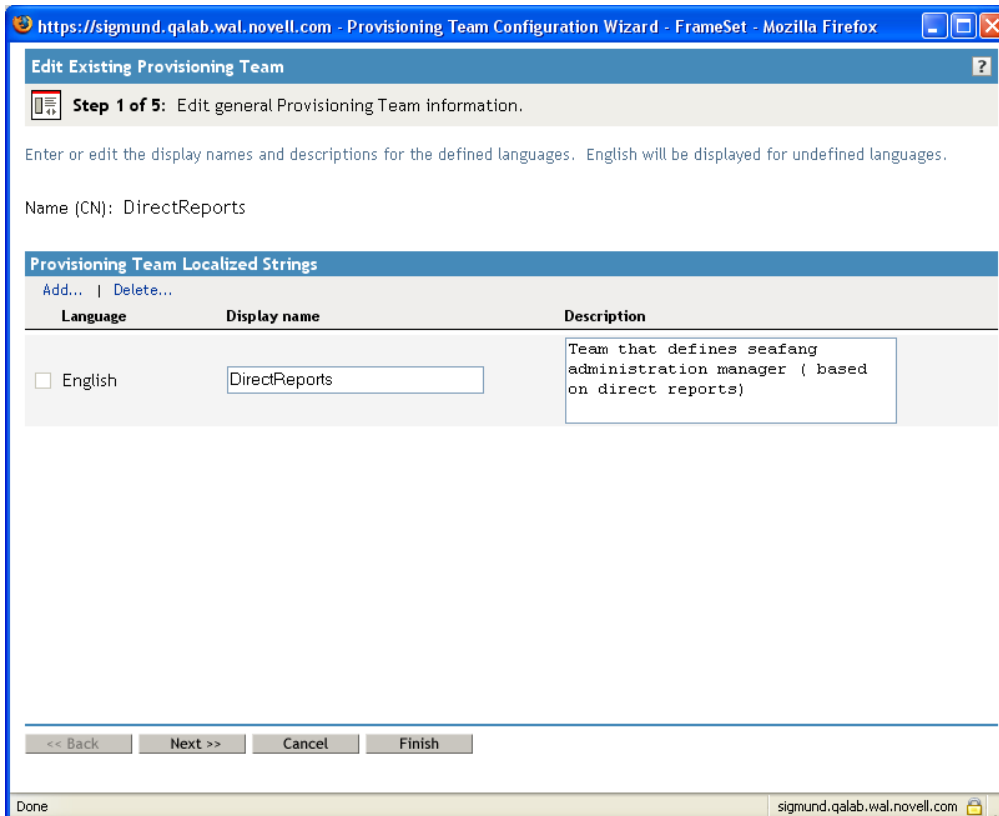 https://sigmund.qalab.wal.novell.com - Provisioning Team Configuration Wizard - FrameSet - Mozilla Firefox
Edit Existing Provisioning Team
?
Step 1 of 5: Edit general Provisioning Team information.
Enter or edit the display names and descriptions for the defined languages. English will be displayed for undefined languages.
Name (CN): DirectReports
Provisioning Team Localized Strings
Add... | Delete...
Language Display name Description
English DirectReports Team that defines seafang
administration manager ( based
on direct reports)
<< Back Next >> Cancel Finish
Done sigmund.qalab.wal.novell.com